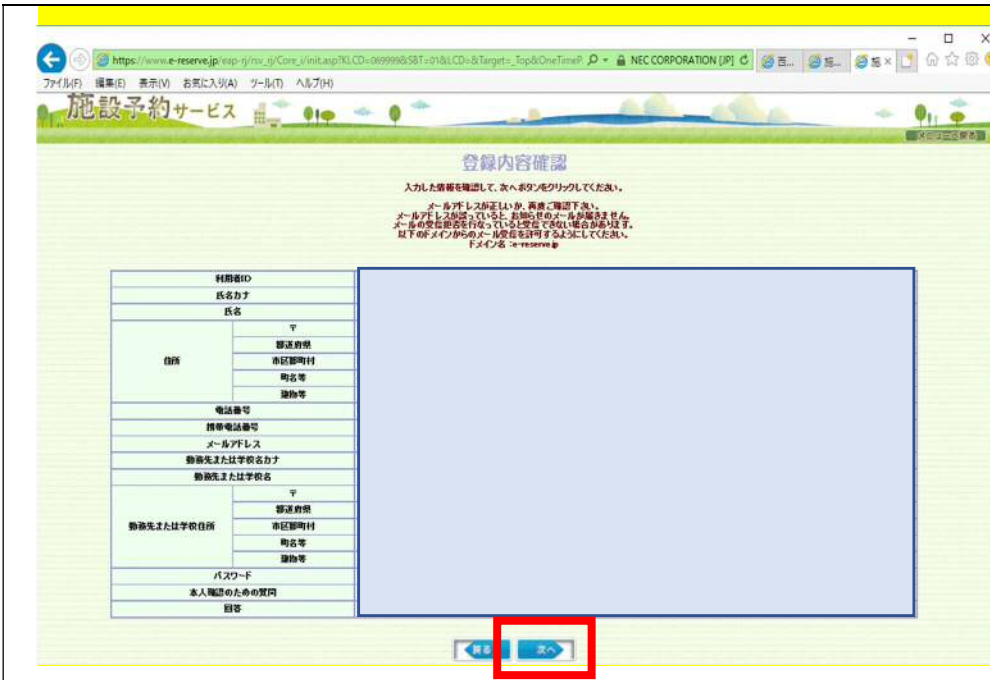 https://www.e-reserve.jp/eap-rj/rsv_rj/Core_i/init.asp?KLCD=069999&SBT=01&LCD=&Target=_Top&OneTimeP
NEC CORPORATION [JP]
西...
施...
施
ファイル(F) 編集(E) 表示(V) お気に入り(A) ツール(T) ヘルプ(H)
施設予約サービス
登録内容確認
入力した情報を確認して、次へボタンをクリックしてください。
メールアドレスが正しいか、再度ご確認下さい。
メールアドレスが誤っていると、お知らせのメールが届きません。
メールの受信拒否を行なっていると受信できない場合があります。
以下のドメインからのメール受信を許可するようにしてください。
ドメイン名：e-reserve.jp
利用者ID
氏名カナ
氏名
住所
〒
都道府県
市区郡町村
町名等
建物等
電話番号
携帯電話番号
メールアドレス
勤務先または学校名カナ
勤務先または学校名
勤務先または学校住所
〒
都道府県
市区郡町村
町名等
建物等
パスワード
本人確認のための質問
回答
戻る
次へ